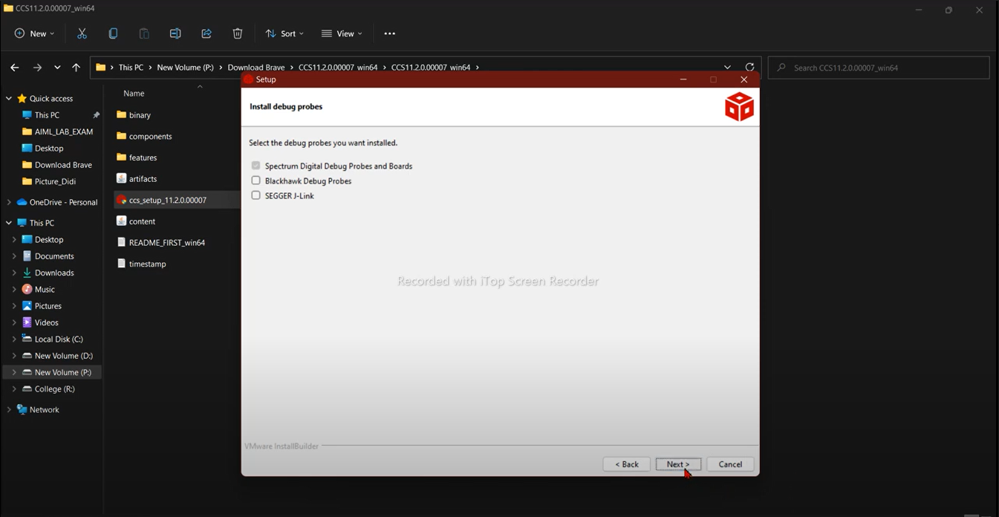 CCS11.2.0.00007_win64
New
Sort
View
This PC > New Volume (P:) > Download Brave > CCS11.2.0.00007_win64 > CCS11.2.0.00007_win64 >
Search CCS11.2.0.00007_win64
Quick access
This PC
AIML_LAB_EXAM
Desktop
Download Brave
Picture_Didi
OneDrive - Personal
This PC
Desktop
Documents
Downloads
Music
Pictures
Videos
Local Disk (C:)
New Volume (D:)
New Volume (P:)
College (R:)
Network
Name
binary
components
features
artifacts
ccs_setup_11.2.0.00007
content
README_FIRST_win64
timestamp
Setup
Install debug probes
Select the debug probes you want installed.
Spectrum Digital Debug Probes and Boards
Blackhawk Debug Probes
SEGGER J-Link
Recorded with iTop Screen Recorder
VMware InstallBuilder
< Back
Next >
Cancel